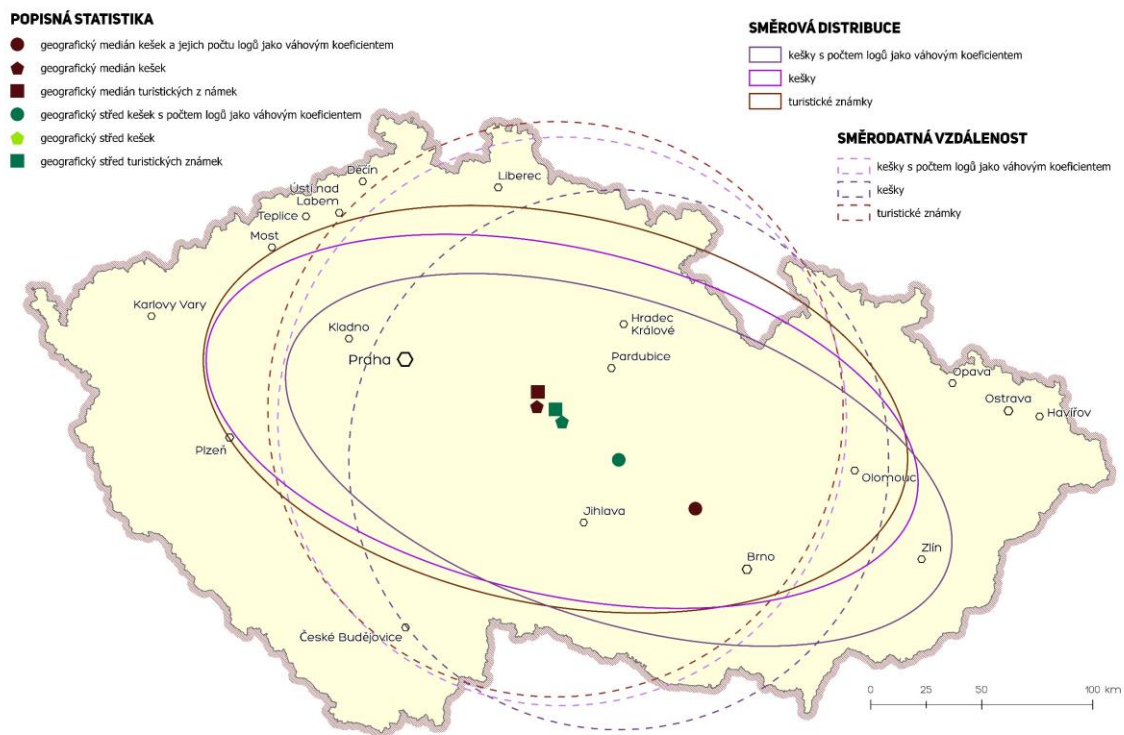 POPISNÁ STATISTIKA
geografický medián kešek a jejich počtu logů jako váhovým koeficientem
geografický medián kešek
geografický medián turistických z námek
geografický střed kešek s počtem logů jako váhovým koeficientem
geografický střed kešek
geografický střed turistických známek
SMĚROVÁ DISTRIBUCE
kešky s počtem logů jako váhovým koeficientem
kešky
turistické známky
SMĚRODATNÁ VZDÁLENOST
kešky s počtem logů jako váhovým koeficientem
kešky
turistické známky
Děčín
Liberec
Ústí nad
Labem
Teplice
Most
Karlovy Vary
Kladno
Hradec
Králové
Praha
Pardubice
Opava
Ostrava
Havířov
Plzeň
Olomouc
Jihlava
Brno
Zlín
České Budějovice
0 25 50 100 km